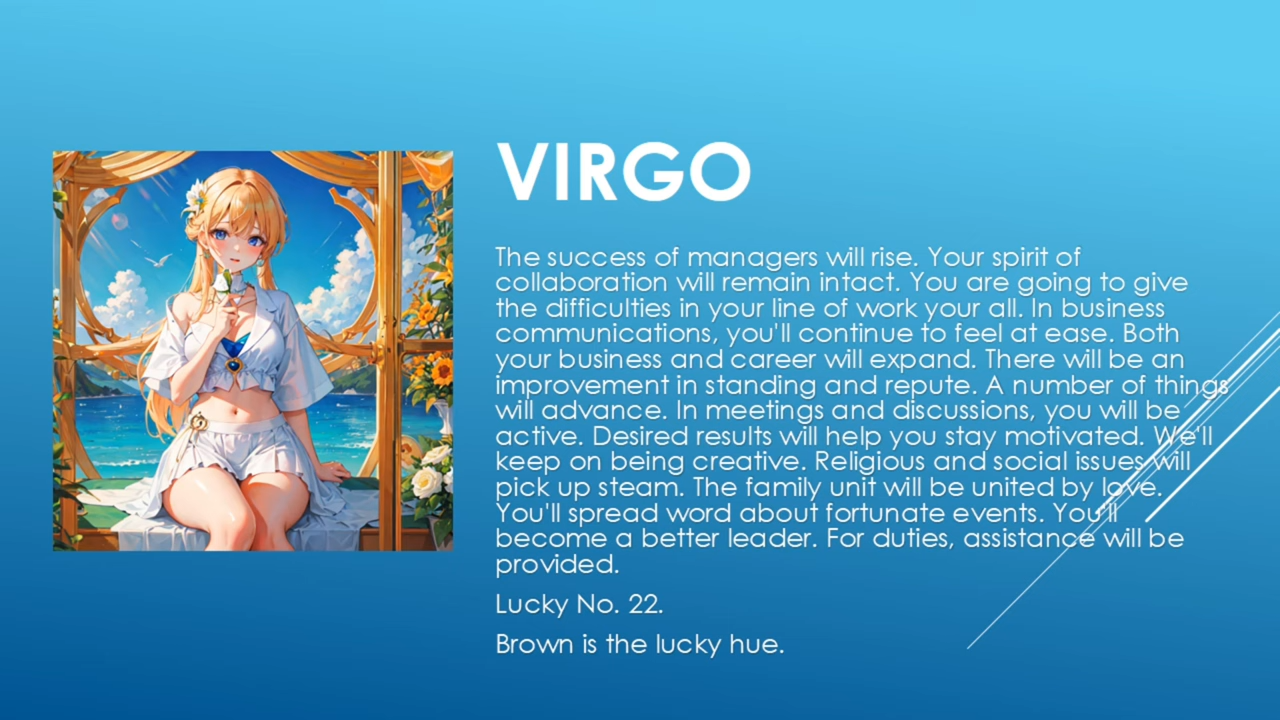 VIRGO
The success of managers will rise. Your spirit of
collaboration will remain intact. You are going to give
the difficulties in your line of work your all. In business
communications, you'll continue to feel at ease. Both
your business and career will expand. There will be an
improvement in standing and repute. A number of things
will advance. In meetings and discussions, you will be
active. Desired results will help you stay motivated. We'll
keep on being creative. Religious and social issues will
pick up steam. The family unit will be united by love.
You'll spread word about fortunate events. You'll
become a better leader. For duties, assistance will be
provided.
Lucky No. 22.
Brown is the lucky hue.